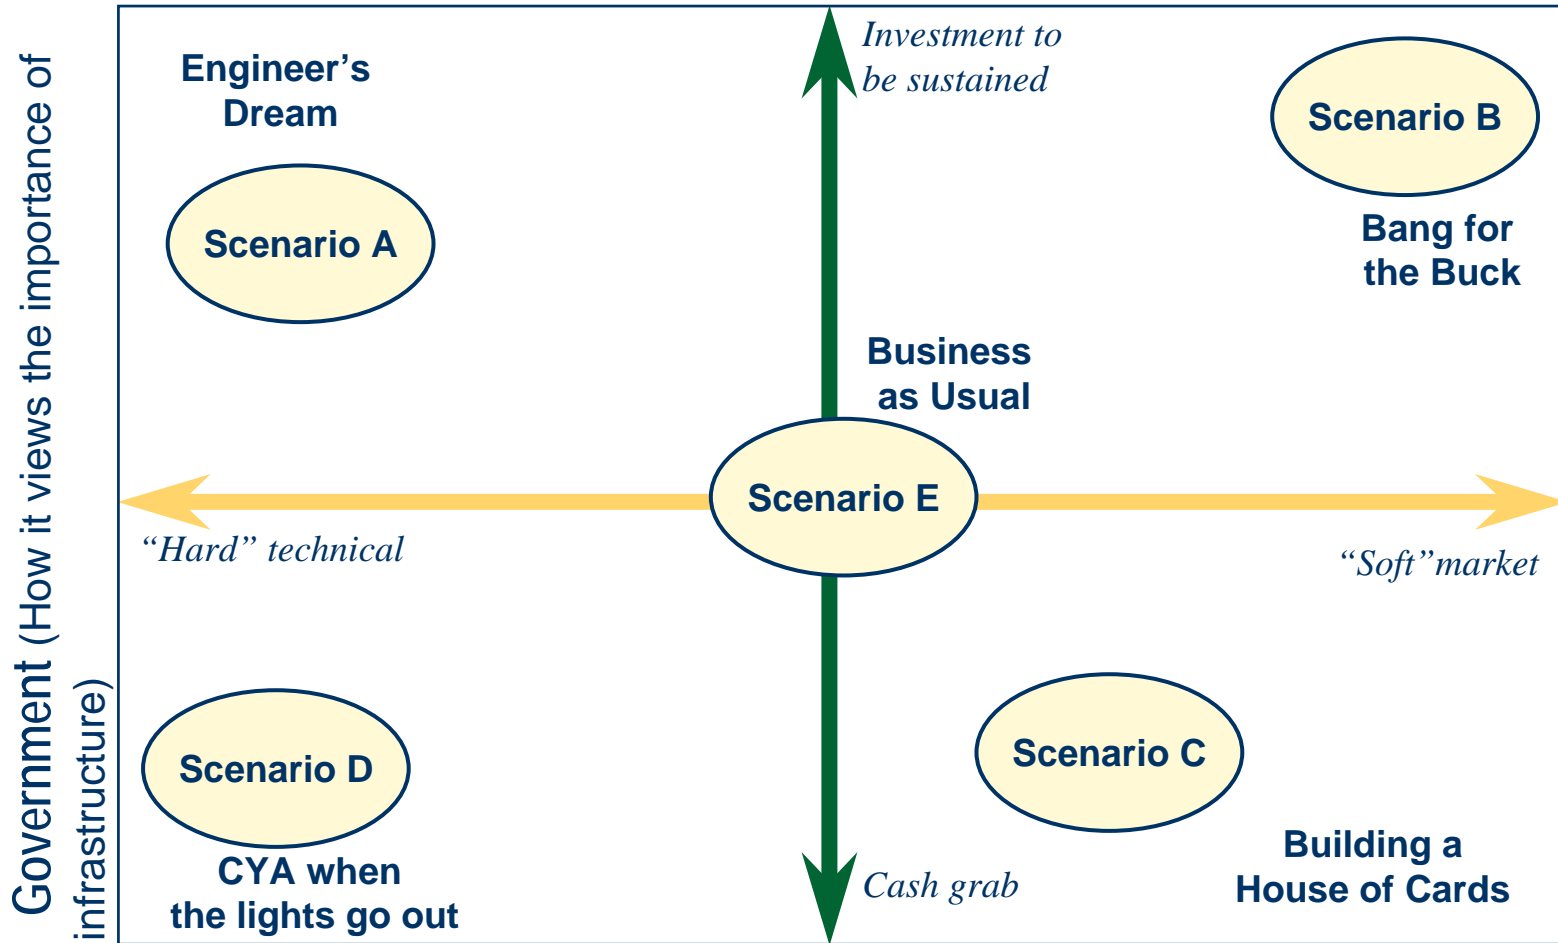 Government (How it views the importance of
infrastructure)
Engineer’s
Dream
Scenario A
Investment to
be sustained
Scenario B
Bang for
the Buck
Business
as Usual
Scenario E
“Hard” technical
“Soft”market
Scenario D
CYA when
the lights go out
Scenario C
Cash grab
Building a
House of Cards